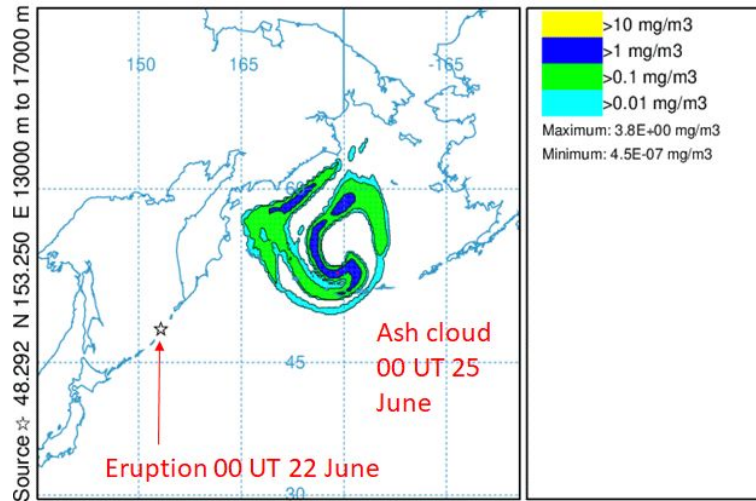 Source ☆ 48.292 N 153.250 E 13000 m to 17000 m
150
165
-165
60
45
30
Ash cloud
00 UT 25
June
Eruption 00 UT 22 June
>10 mg/m3
>1 mg/m3
>0.1 mg/m3
>0.01 mg/m3
Maximum: 3.8E+00 mg/m3
Minimum: 4.5E-07 mg/m3